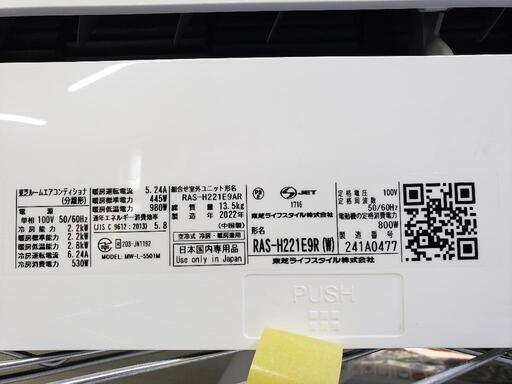 東芝ルームエアコンディショナ
(分離形)
電源
単相 100V 50/60Hz
冷房能力 2.2kW
暖房標準能力 2.2kW
暖房低温能力 2.8kW
冷房運転電流 6.24A
冷房消費電力 530W
暖房運転電流 5.24A
暖房標準電力 445W
暖房低温電力 980W
通年エネルギー消費効率
(JIS C 9612:2013) 5.8
203-JN1192
MODEL: MW-L-5501M
組合せ室外ユニット形名
RAS-H221E9AR
総質量 13.5kg
製造年 2022年
(中国製)
空冷式 冷房・暖房兼用
日本国内専用品
Use only in Japan
PS
E
JET
1716
東芝ライフスタイル株式会社
形名
RAS-H221E9R(W)
定格電圧 100V
定格周波数
50/60Hz
電動機の定格消費電力
800W
製造番号
241A0477
東芝ライフスタイル株式会社
PUSH